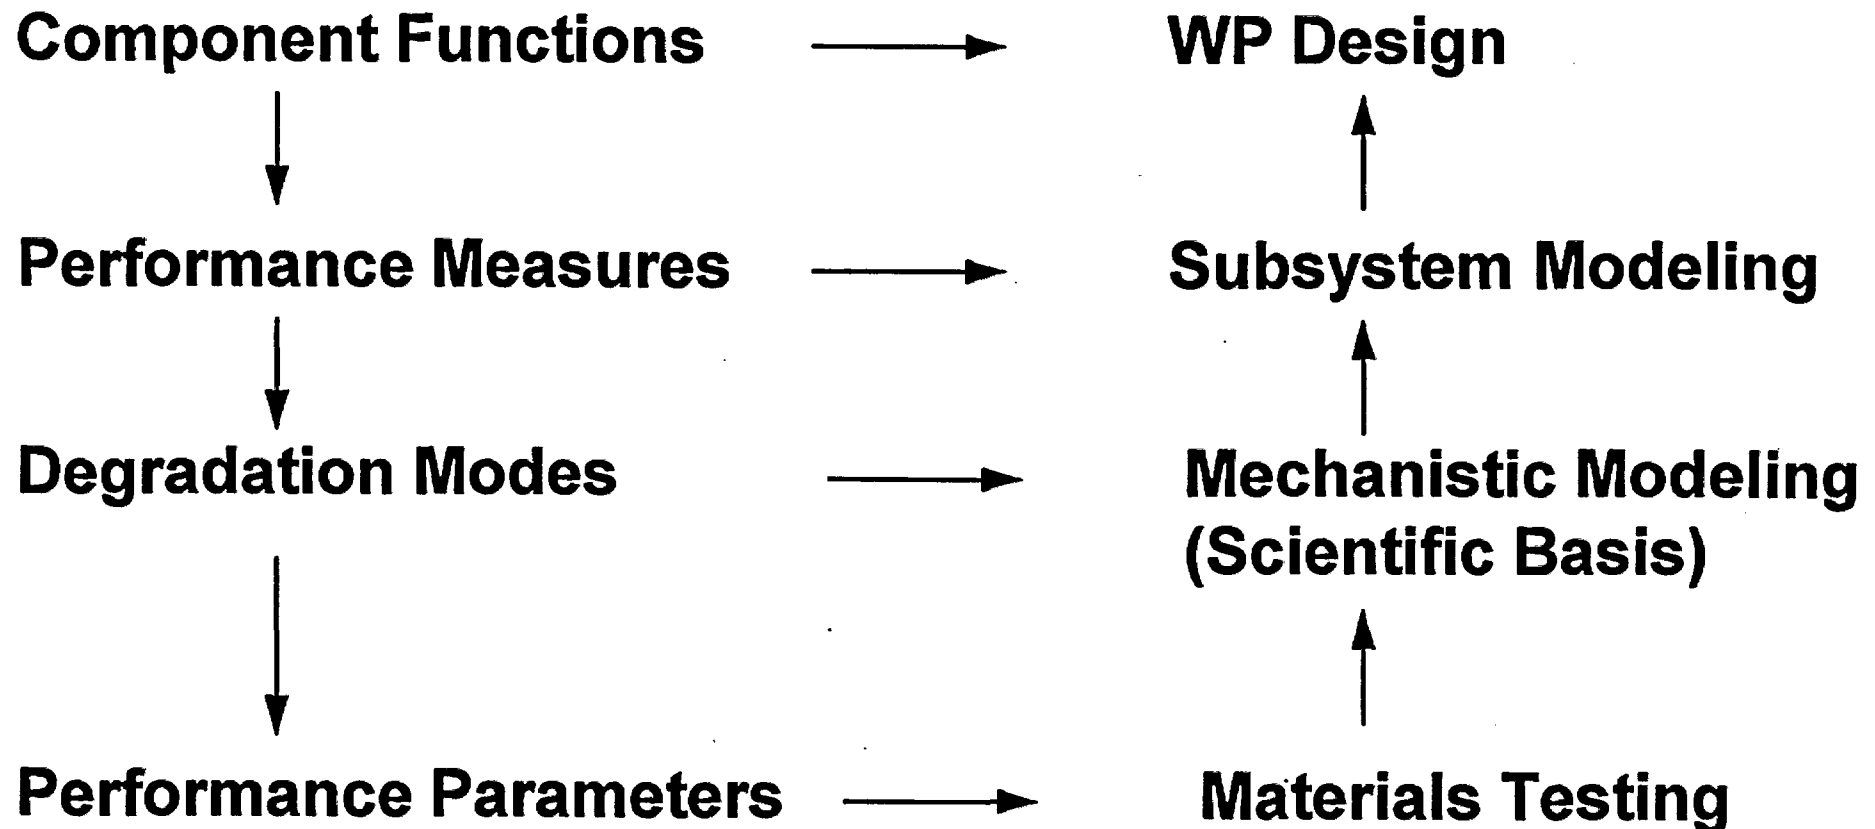 Component Functions
WP Design
Performance Measures
Subsystem Modeling
Degradation Modes
Mechanistic Modeling
(Scientific Basis)
Performance Parameters
Materials Testing